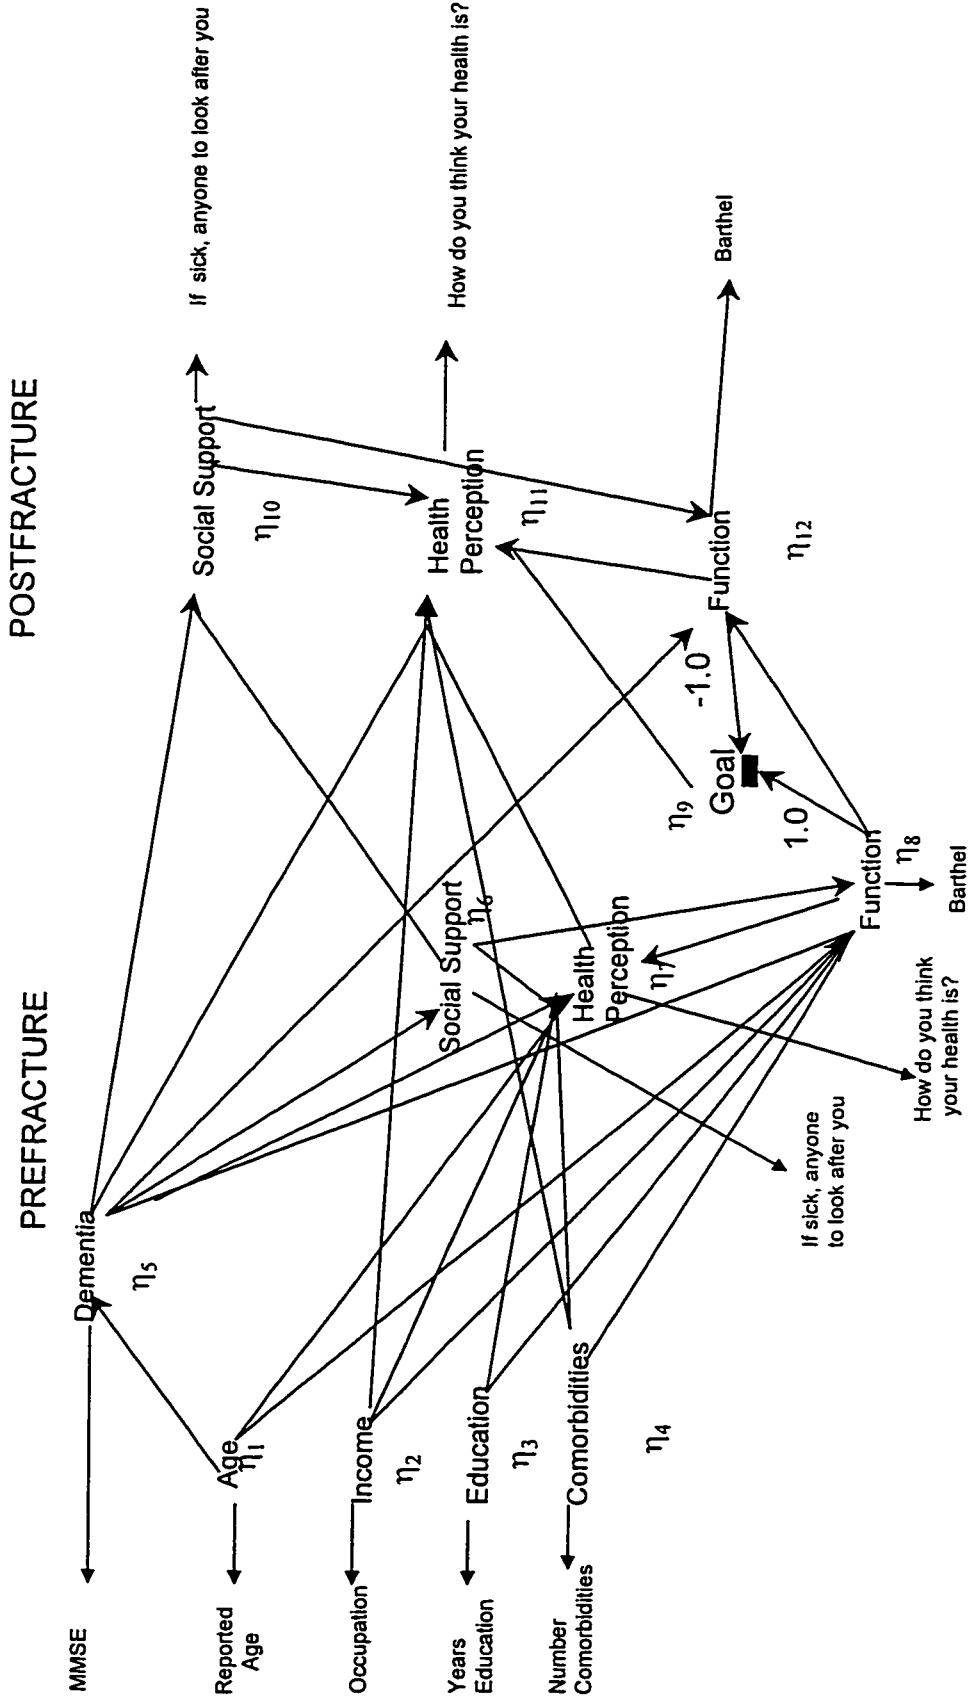 PREFRACTURE
POSTFRACTURE
MMSE
Dementia
η5
Reported
Age
Age
η1
Occupation
Income
η2
Years
Education
Education
η3
Number
Comorbidities
Comorbidities
η4
Social Support
η6
If sick, anyone
to look after you
Health
Perception
η7
How do you think
your health is?
Function
η8
Barthel
1.0
Goal
η9
-1.0
Social Support
η10
If sick, anyone to look after you
Health
Perception
η11
How do you think your health is?
Function
η12
Barthel